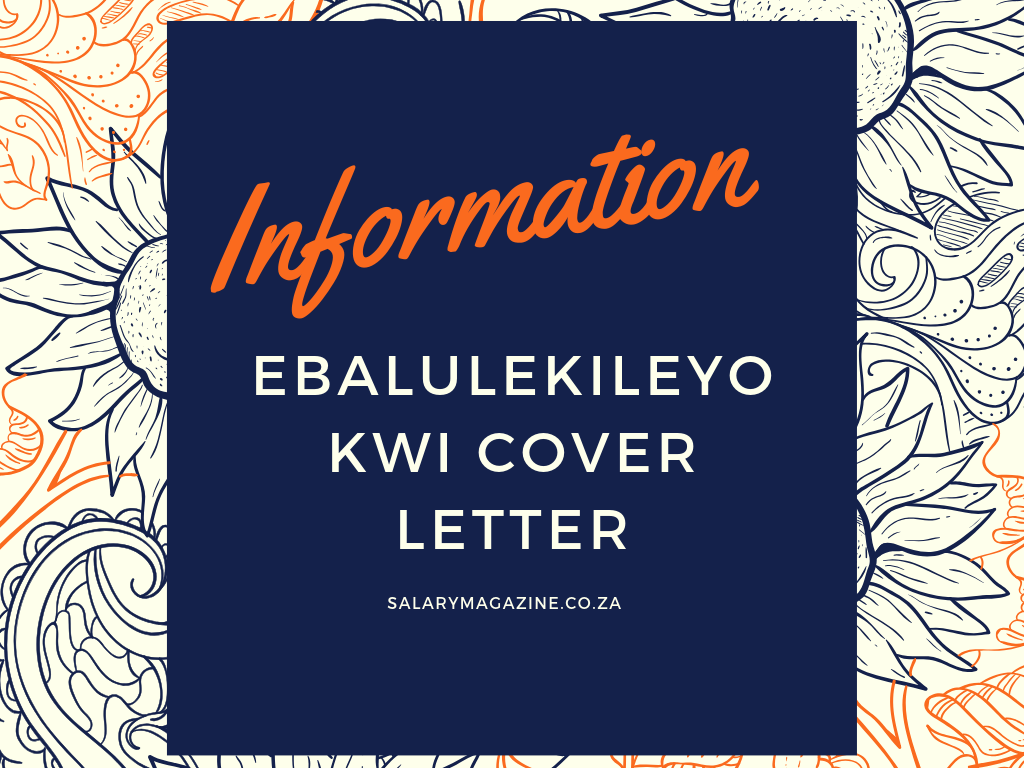 Information
EBALULEKILEYO
KWI COVER
LETTER
SALARYMAGAZINE.CO.ZA